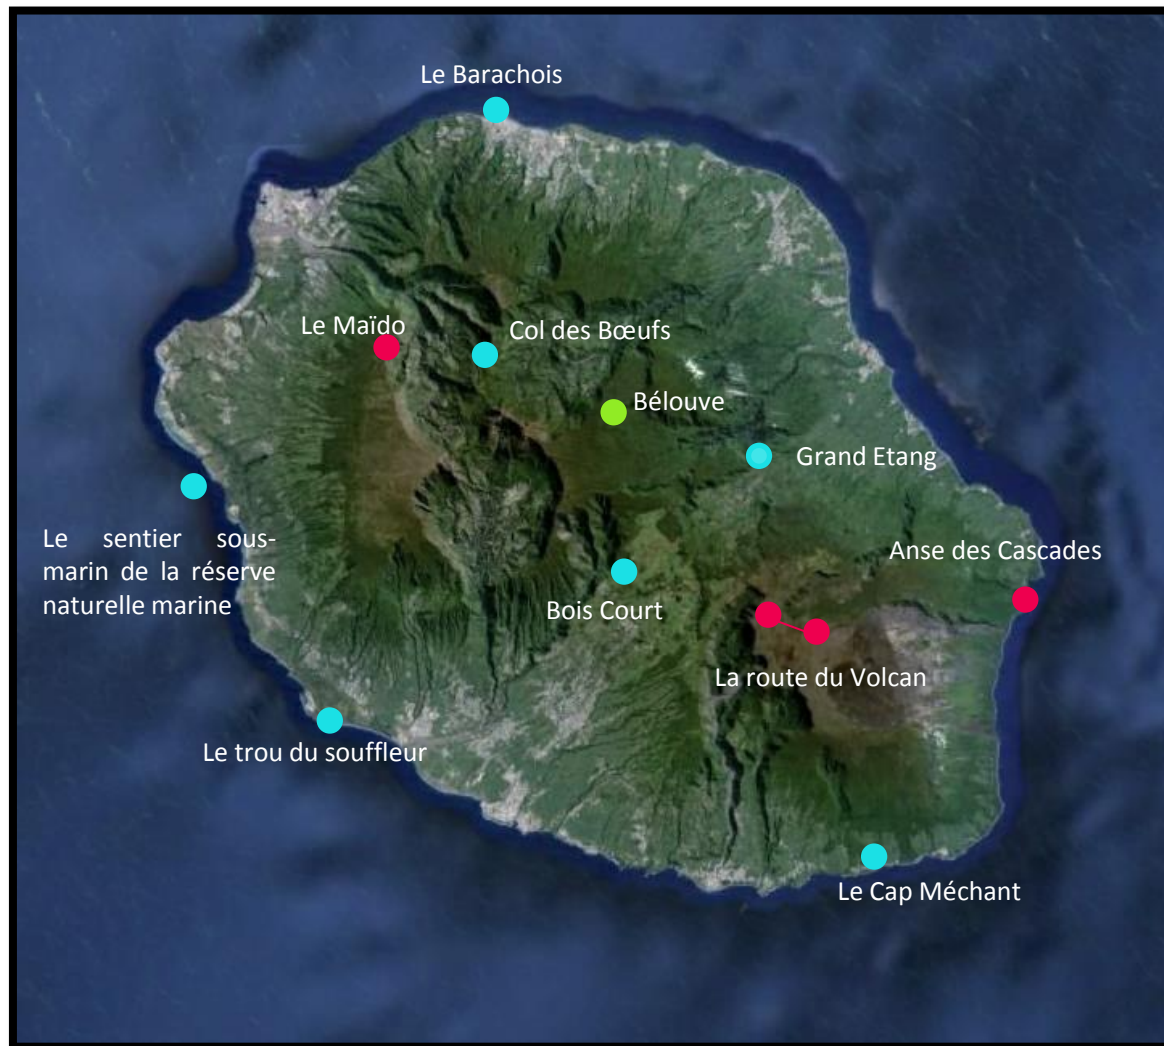 Le Barachois
Le Maïdo
Col des Bœufs
Bélouve
Grand Etang
Le sentier sous-
marin de la réserve
naturelle marine
Anse des Cascades
Bois Court
La route du Volcan
Le trou du souffleur
Le Cap Méchant